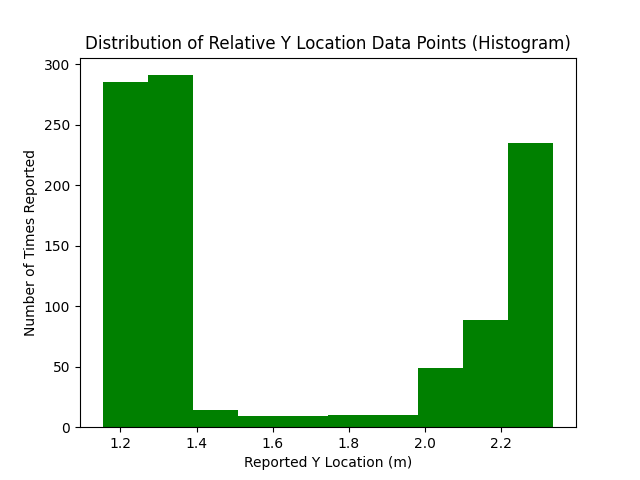 Distribution of Relative Y Location Data Points (Histogram)
300
250
200
150
100
50
0
Number of Times Reported
1.2 1.4 1.6 1.8 2.0 2.2
Reported Y Location (m)